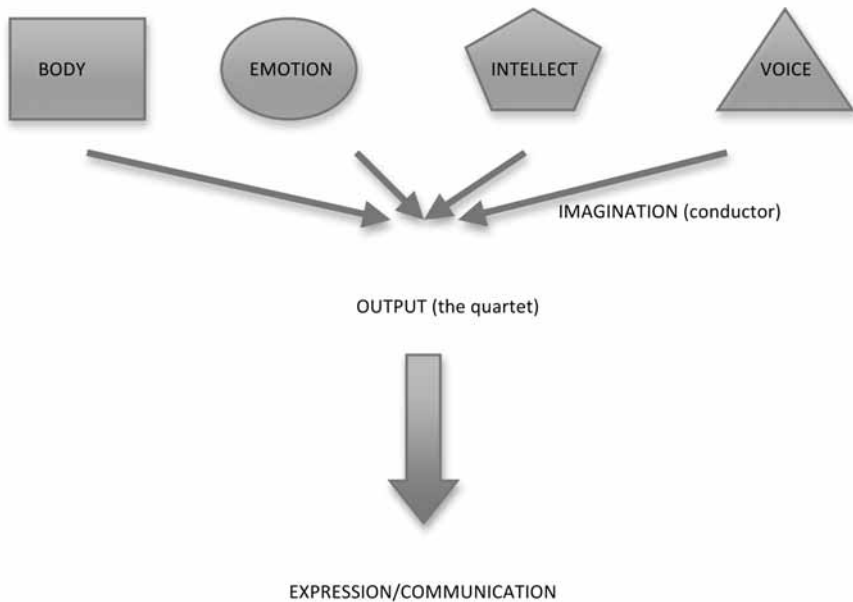 BODY
EMOTION
INTELLECT
VOICE
IMAGINATION (conductor)
OUTPUT (the quartet)
EXPRESSION/COMMUNICATION